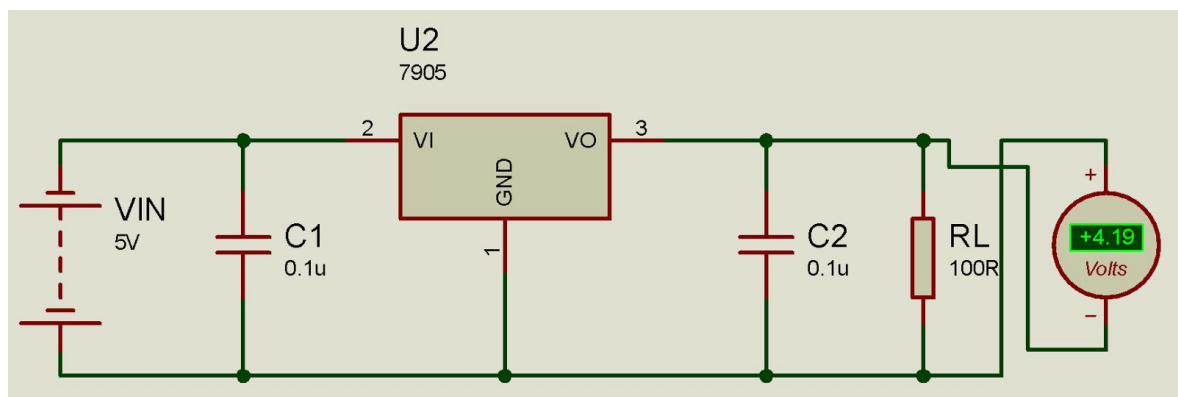 U2
7905
2
VI
VO
3
GND
1
VIN
5V
C1
0.1u
C2
0.1u
RL
100R
+
+4.19
Volts
−